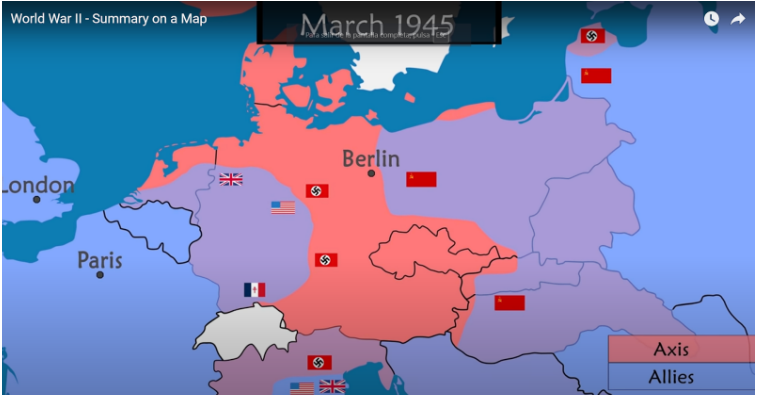 World War II - Summary on a Map
March 1945
Para salir de la pantalla completa, pulsa
Berlin
London
Paris
Axis
Allies